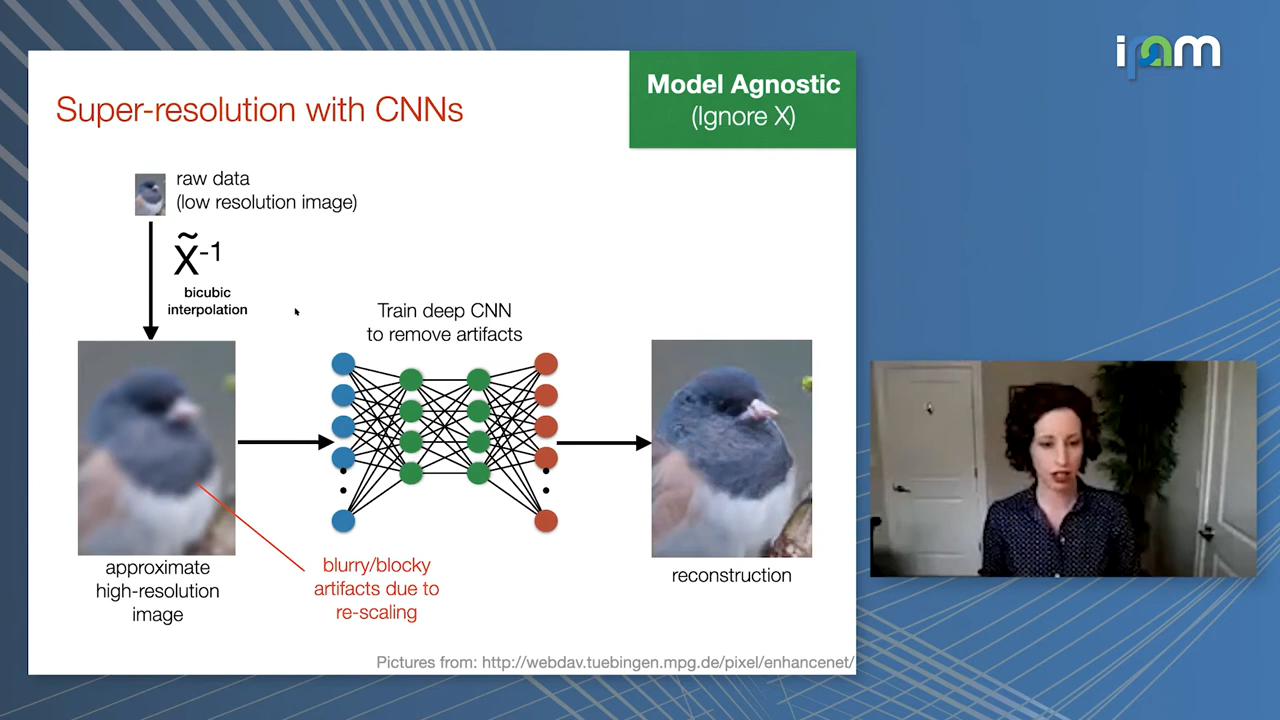 ipam
Model Agnostic
(Ignore X)
Super-resolution with CNNs
raw data
(low resolution image)
X̃-1
bicubic
interpolation
Train deep CNN
to remove artifacts
approximate
high-resolution
image
blurry/blocky
artifacts due to
re-scaling
reconstruction
Pictures from: http://webdav.tuebingen.mpg.de/pixel/enhancenet/